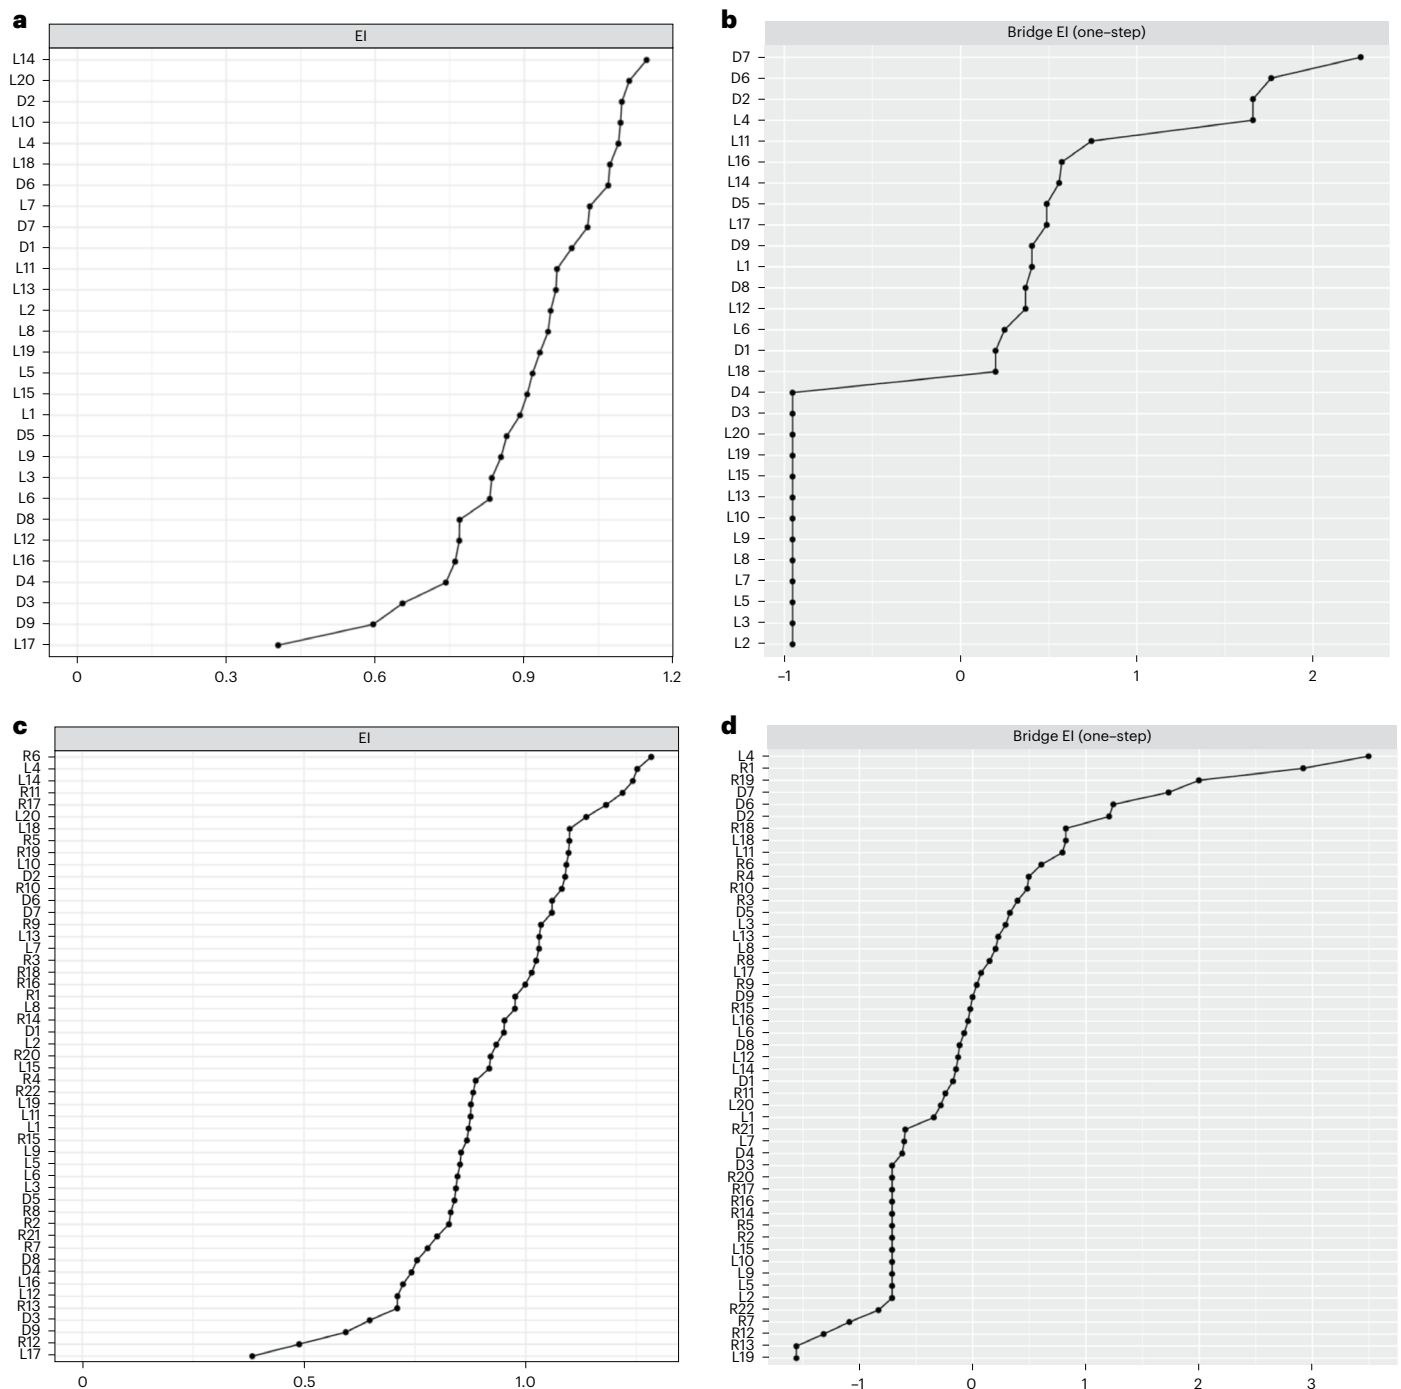 a
EI
L14
L20
D2
L10
L4
L18
D6
L7
D7
D1
L11
L13
L2
L8
L19
L5
L15
L1
D5
L9
L3
L6
D8
L12
L16
D4
D3
D9
L17
0 0.3 0.6 0.9 1.2
b
Bridge EI (one–step)
D7
D6
D2
L4
L11
L16
L14
D5
L17
D9
L1
D8
L12
L6
D1
L18
D4
D3
L20
L19
L15
L13
L10
L9
L8
L7
L5
L3
L2
–1 0 1 2
c
EI
R6
L4
L14
R11
R17
L20
L18
R5
R19
L10
D2
R10
D6
D7
R9
L13
L7
R3
R18
R16
R1
L8
R14
D1
L2
R20
L15
R4
R22
L19
L11
L1
R15
L9
L5
L6
L3
D5
R8
R2
R21
R7
D8
D4
L16
L12
R13
D3
D9
R12
L17
0 0.5 1.0
d
Bridge EI (one–step)
L4
R1
R19
D7
D6
D2
R18
L18
L11
R6
R4
R10
R3
D5
L3
L13
L8
R8
L17
R9
D9
R15
L16
L6
D8
L12
L14
D1
R11
L20
L1
R21
L7
D4
D3
R20
R17
R16
R14
R5
R2
L15
L10
L9
L5
L2
R22
R7
R12
R13
L19
–1 0 1 2 3